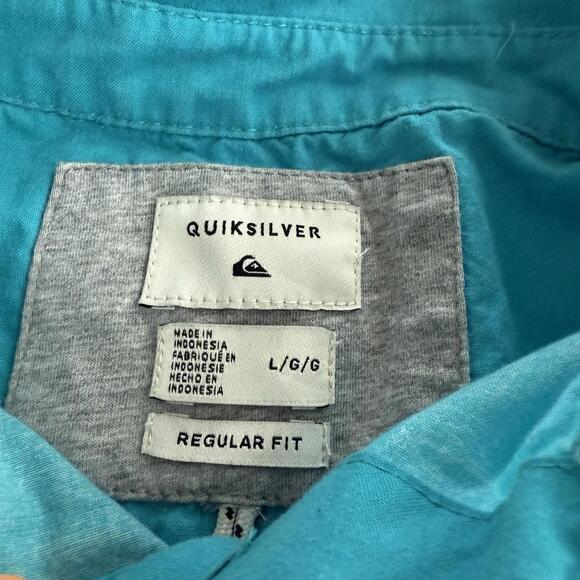 QUIKSILVER
MADE IN
INDONESIA
FABRIQUÉ EN
INDONESIE
HECHO EN
INDONESIA
L/G/G
REGULAR FIT